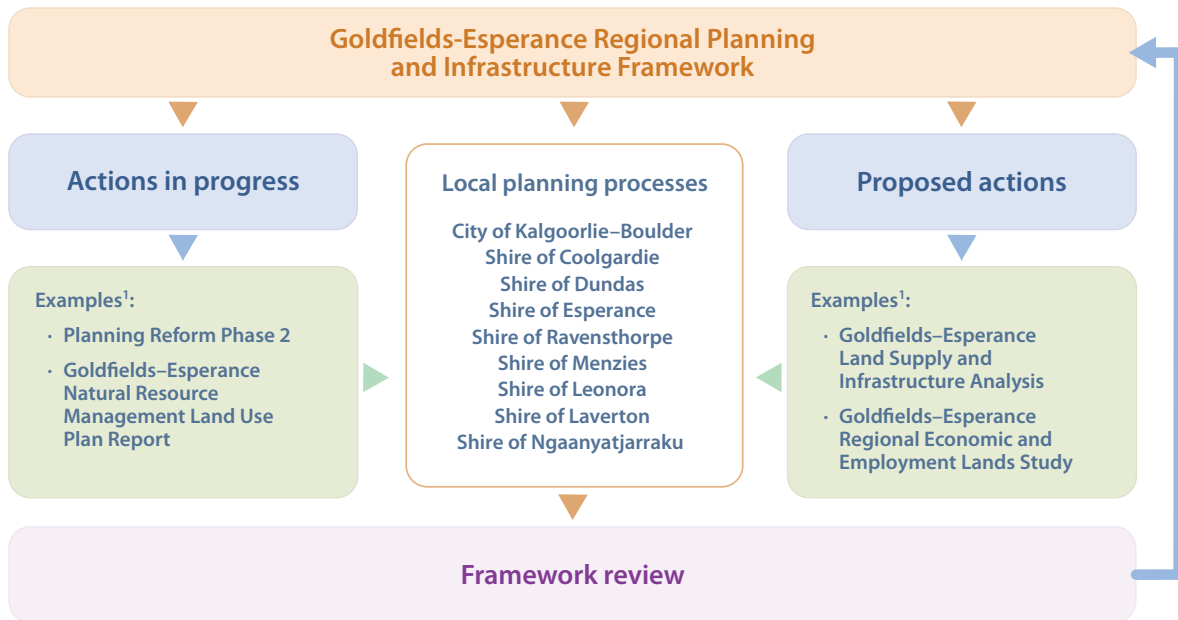 Goldfields-Esperance Regional Planning
and Infrastructure Framework
Actions in progress
Examples¹:
· Planning Reform Phase 2
· Goldfields–Esperance
Natural Resource
Management Land Use
Plan Report
Local planning processes
City of Kalgoorlie–Boulder
Shire of Coolgardie
Shire of Dundas
Shire of Esperance
Shire of Ravensthorpe
Shire of Menzies
Shire of Leonora
Shire of Laverton
Shire of Ngaanyatjarraku
Proposed actions
Examples¹:
· Goldfields–Esperance
Land Supply and
Infrastructure Analysis
· Goldfields–Esperance
Regional Economic and
Employment Lands Study
Framework review